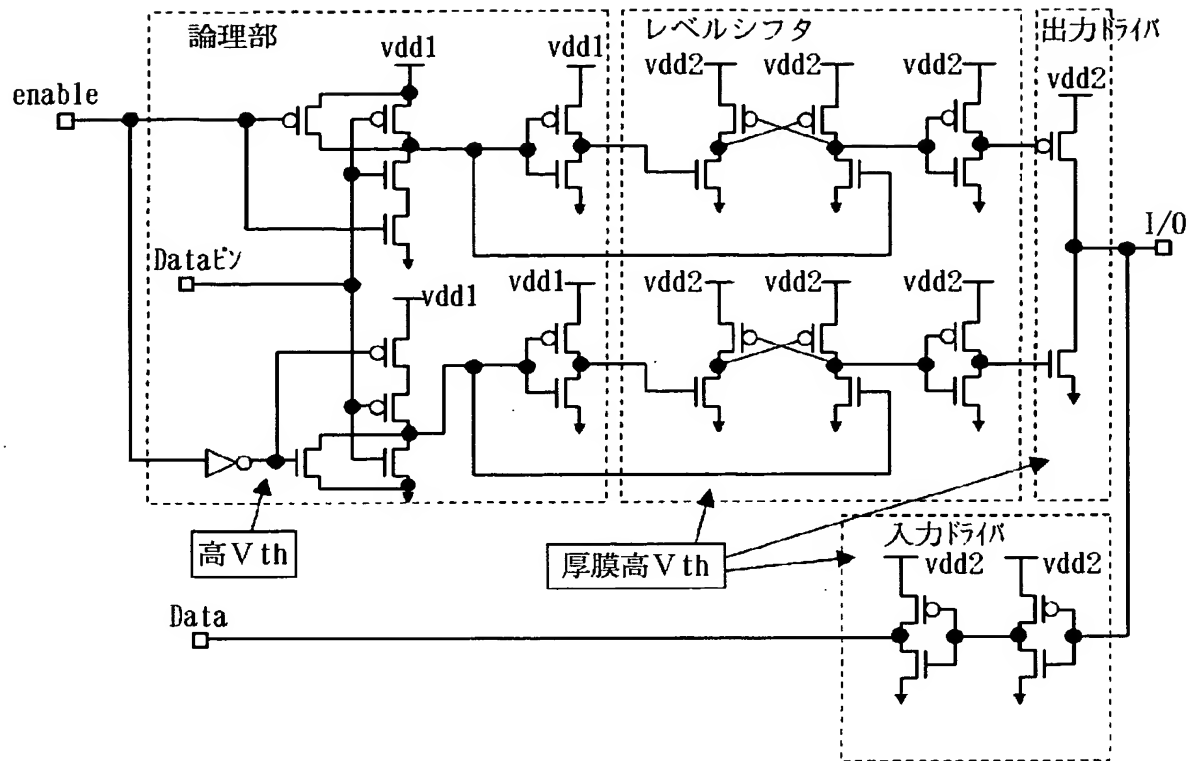 論理部
レベルシフタ
出力ドライバ
vdd1
vdd1
vdd2
vdd2
vdd2
vdd2
enable
I/O
Dataピン
vdd1
vdd1
vdd2
vdd2
vdd2
高Vth
厚膜高Vth
入力ドライバ
vdd2
vdd2
Data